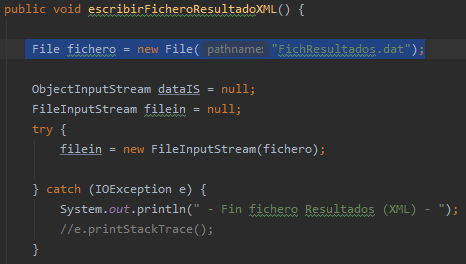 public void escribirFicheroResultadoXML() {
File fichero = new File( pathname: "FichResultados.dat");
ObjectInputStream dataIS = null;
FileInputStream filein = null;
try {
filein = new FileInputStream(fichero);
} catch (IOException e) {
System.out.println(" - Fin fichero Resultados (XML) - ");
//e.printStackTrace();
}